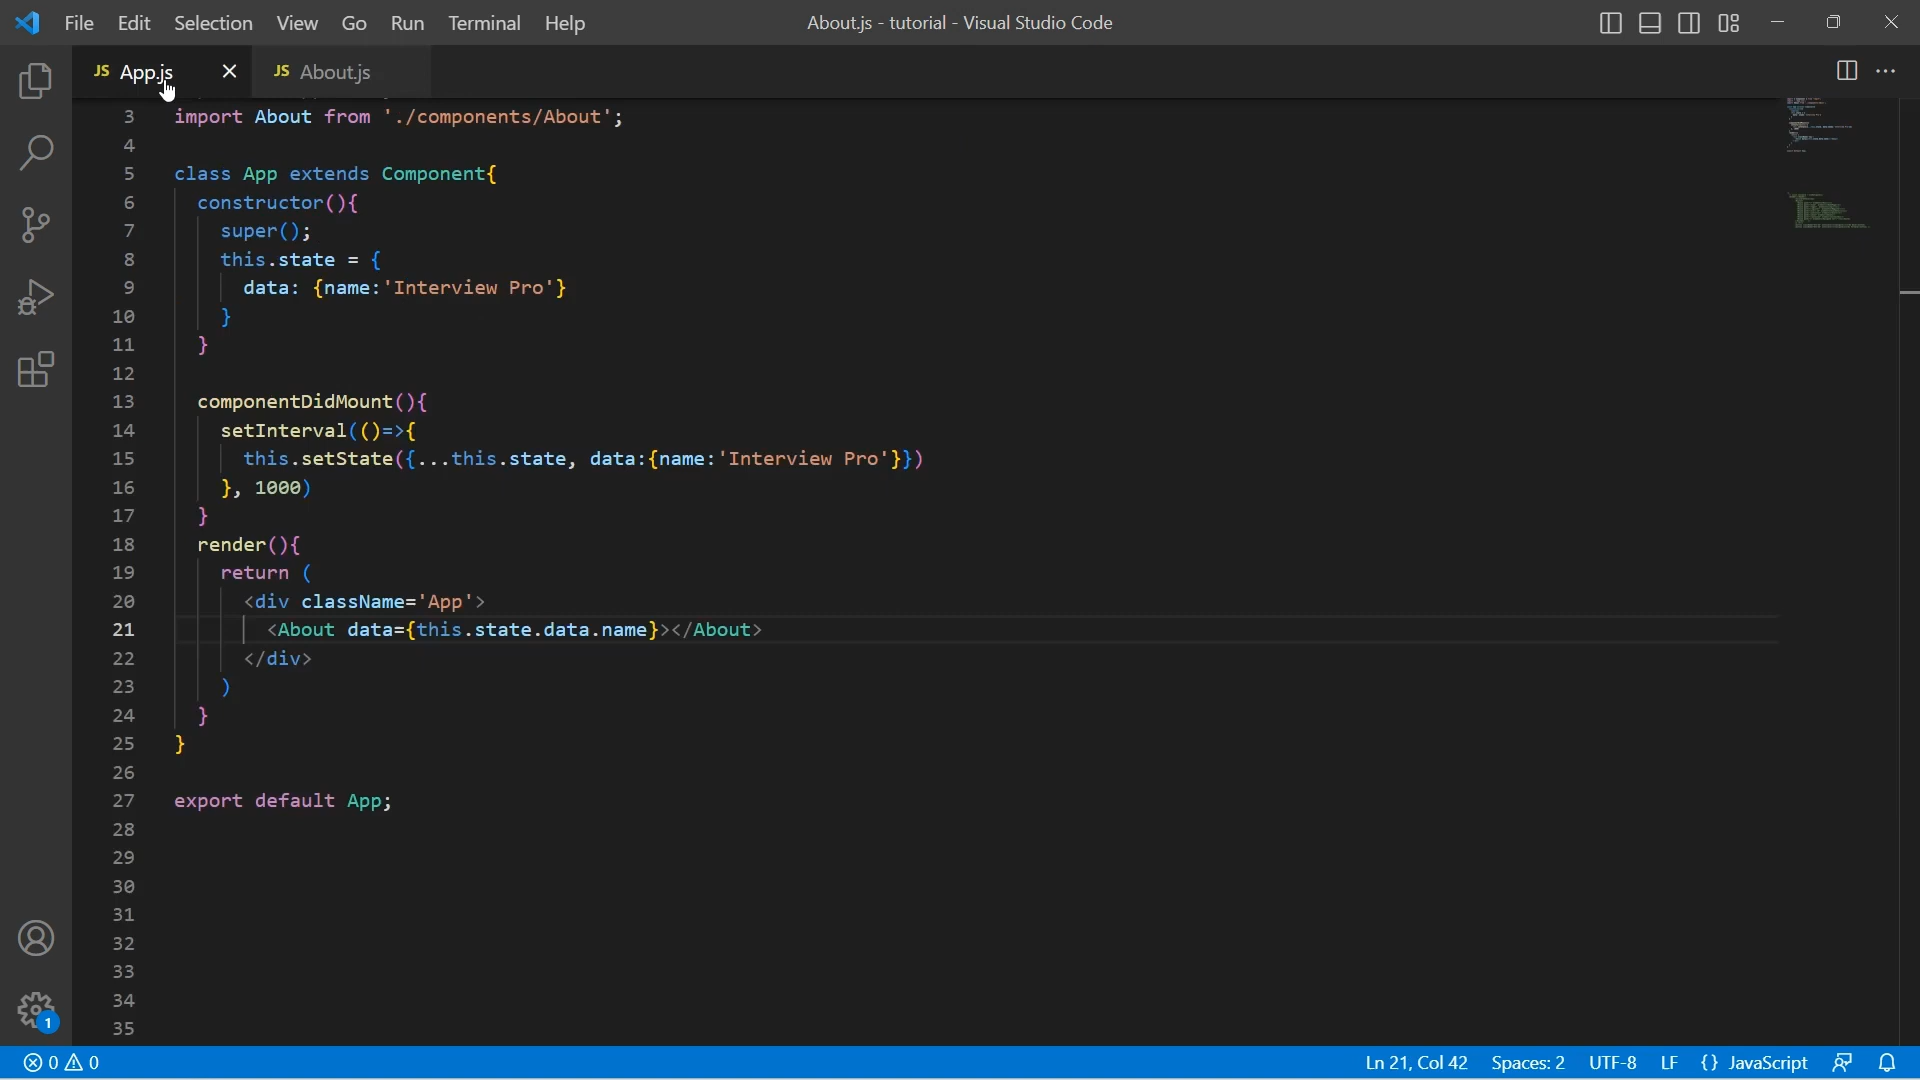 File Edit Selection View Go Run Terminal Help About.js - tutorial - Visual Studio Code
JS App.js JS About.js
3 import About from './components/About';
4
5 class App extends Component{
6 constructor(){
7 super();
8 this.state = {
9 data: {name:'Interview Pro'}
10 }
11 }
12
13 componentDidMount(){
14 setInterval(()=>{
15 this.setState({...this.state, data:{name:'Interview Pro'}})
16 }, 1000)
17 }
18 render(){
19 return (
20 <div className='App'>
21 <About data={this.state.data.name}></About>
22 </div>
23 )
24 }
25 }
26
27 export default App;
28
29
30
31
32
33
34
35
1
0 0 Ln 21, Col 42 Spaces: 2 UTF-8 LF {} JavaScript